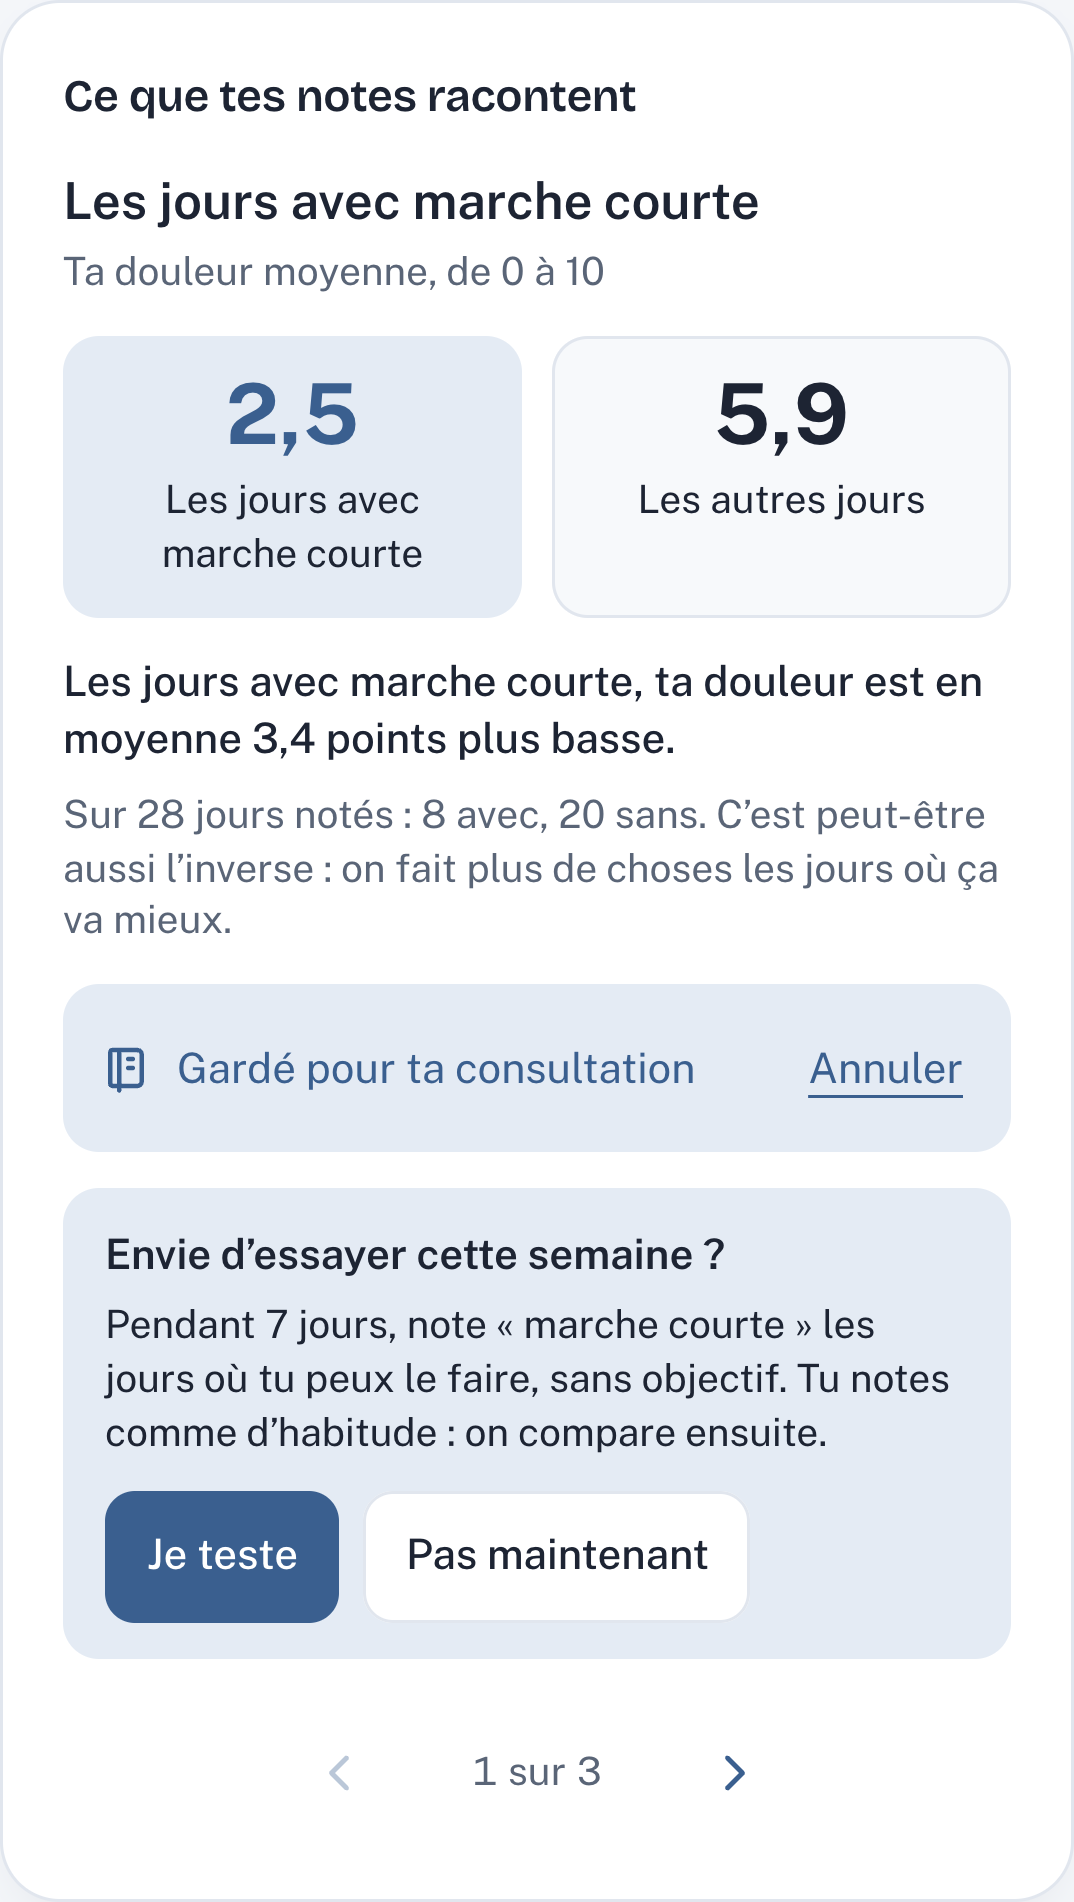 Ce que tes notes racontent
Les jours avec marche courte
Ta douleur moyenne, de 0 à 10
2,5
Les jours avec
marche courte
5,9
Les autres jours
Les jours avec marche courte, ta douleur est en
moyenne 3,4 points plus basse.
Sur 28 jours notés : 8 avec, 20 sans. C’est peut-être
aussi l’inverse : on fait plus de choses les jours où ça
va mieux.
Gardé pour ta consultation
Annuler
Envie d’essayer cette semaine ?
Pendant 7 jours, note « marche courte » les
jours où tu peux le faire, sans objectif. Tu notes
comme d’habitude : on compare ensuite.
Je teste
Pas maintenant
1 sur 3